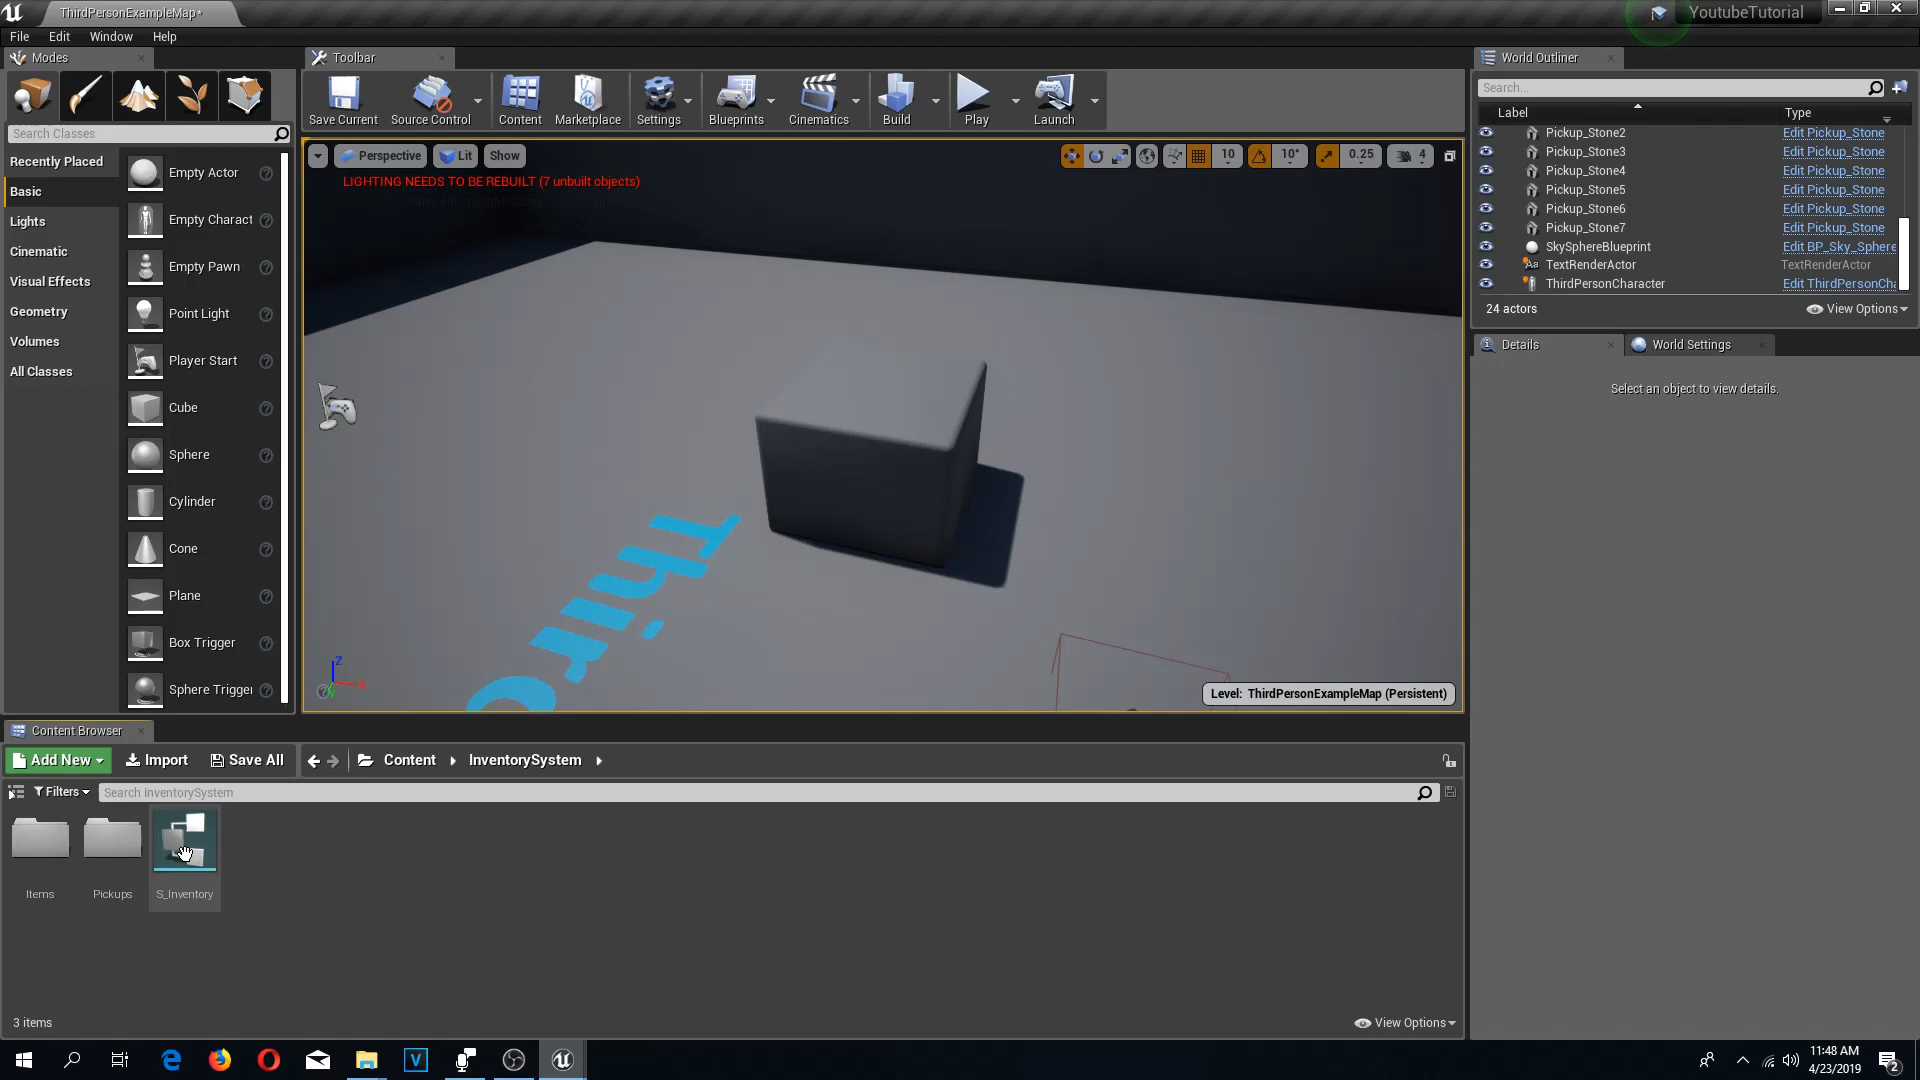 ThirdPersonExampleMap*
YoutubeTutorial
File Edit Window Help
Modes
Toolbar
World Outliner
Save Current
Source Control
Content
Marketplace
Settings
Blueprints
Cinematics
Build
Play
Launch
Search...
Label Type
Search Classes
Recently Placed
Basic
Lights
Cinematic
Visual Effects
Geometry
Volumes
All Classes
Empty Actor
Empty Charact
Empty Pawn
Point Light
Player Start
Cube
Sphere
Cylinder
Cone
Plane
Box Trigger
Sphere Trigger
Perspective Lit Show
10 10° 0.25 4
LIGHTING NEEDS TO BE REBUILT (7 unbuilt objects)
Thir
Z
X
Y
Level: ThirdPersonExampleMap (Persistent)
Pickup_Stone2 Edit Pickup_Stone
Pickup_Stone3 Edit Pickup_Stone
Pickup_Stone4 Edit Pickup_Stone
Pickup_Stone5 Edit Pickup_Stone
Pickup_Stone6 Edit Pickup_Stone
Pickup_Stone7 Edit Pickup_Stone
SkySphereBlueprint Edit BP_Sky_Sphere
TextRenderActor TextRenderActor
ThirdPersonCharacter Edit ThirdPersonCha
24 actors View Options
Details World Settings
Select an object to view details.
Content Browser
Add New Import Save All Content InventorySystem
Filters Search InventorySystem
Items Pickups S_Inventory
3 items View Options
11:48 AM
4/23/2019
2